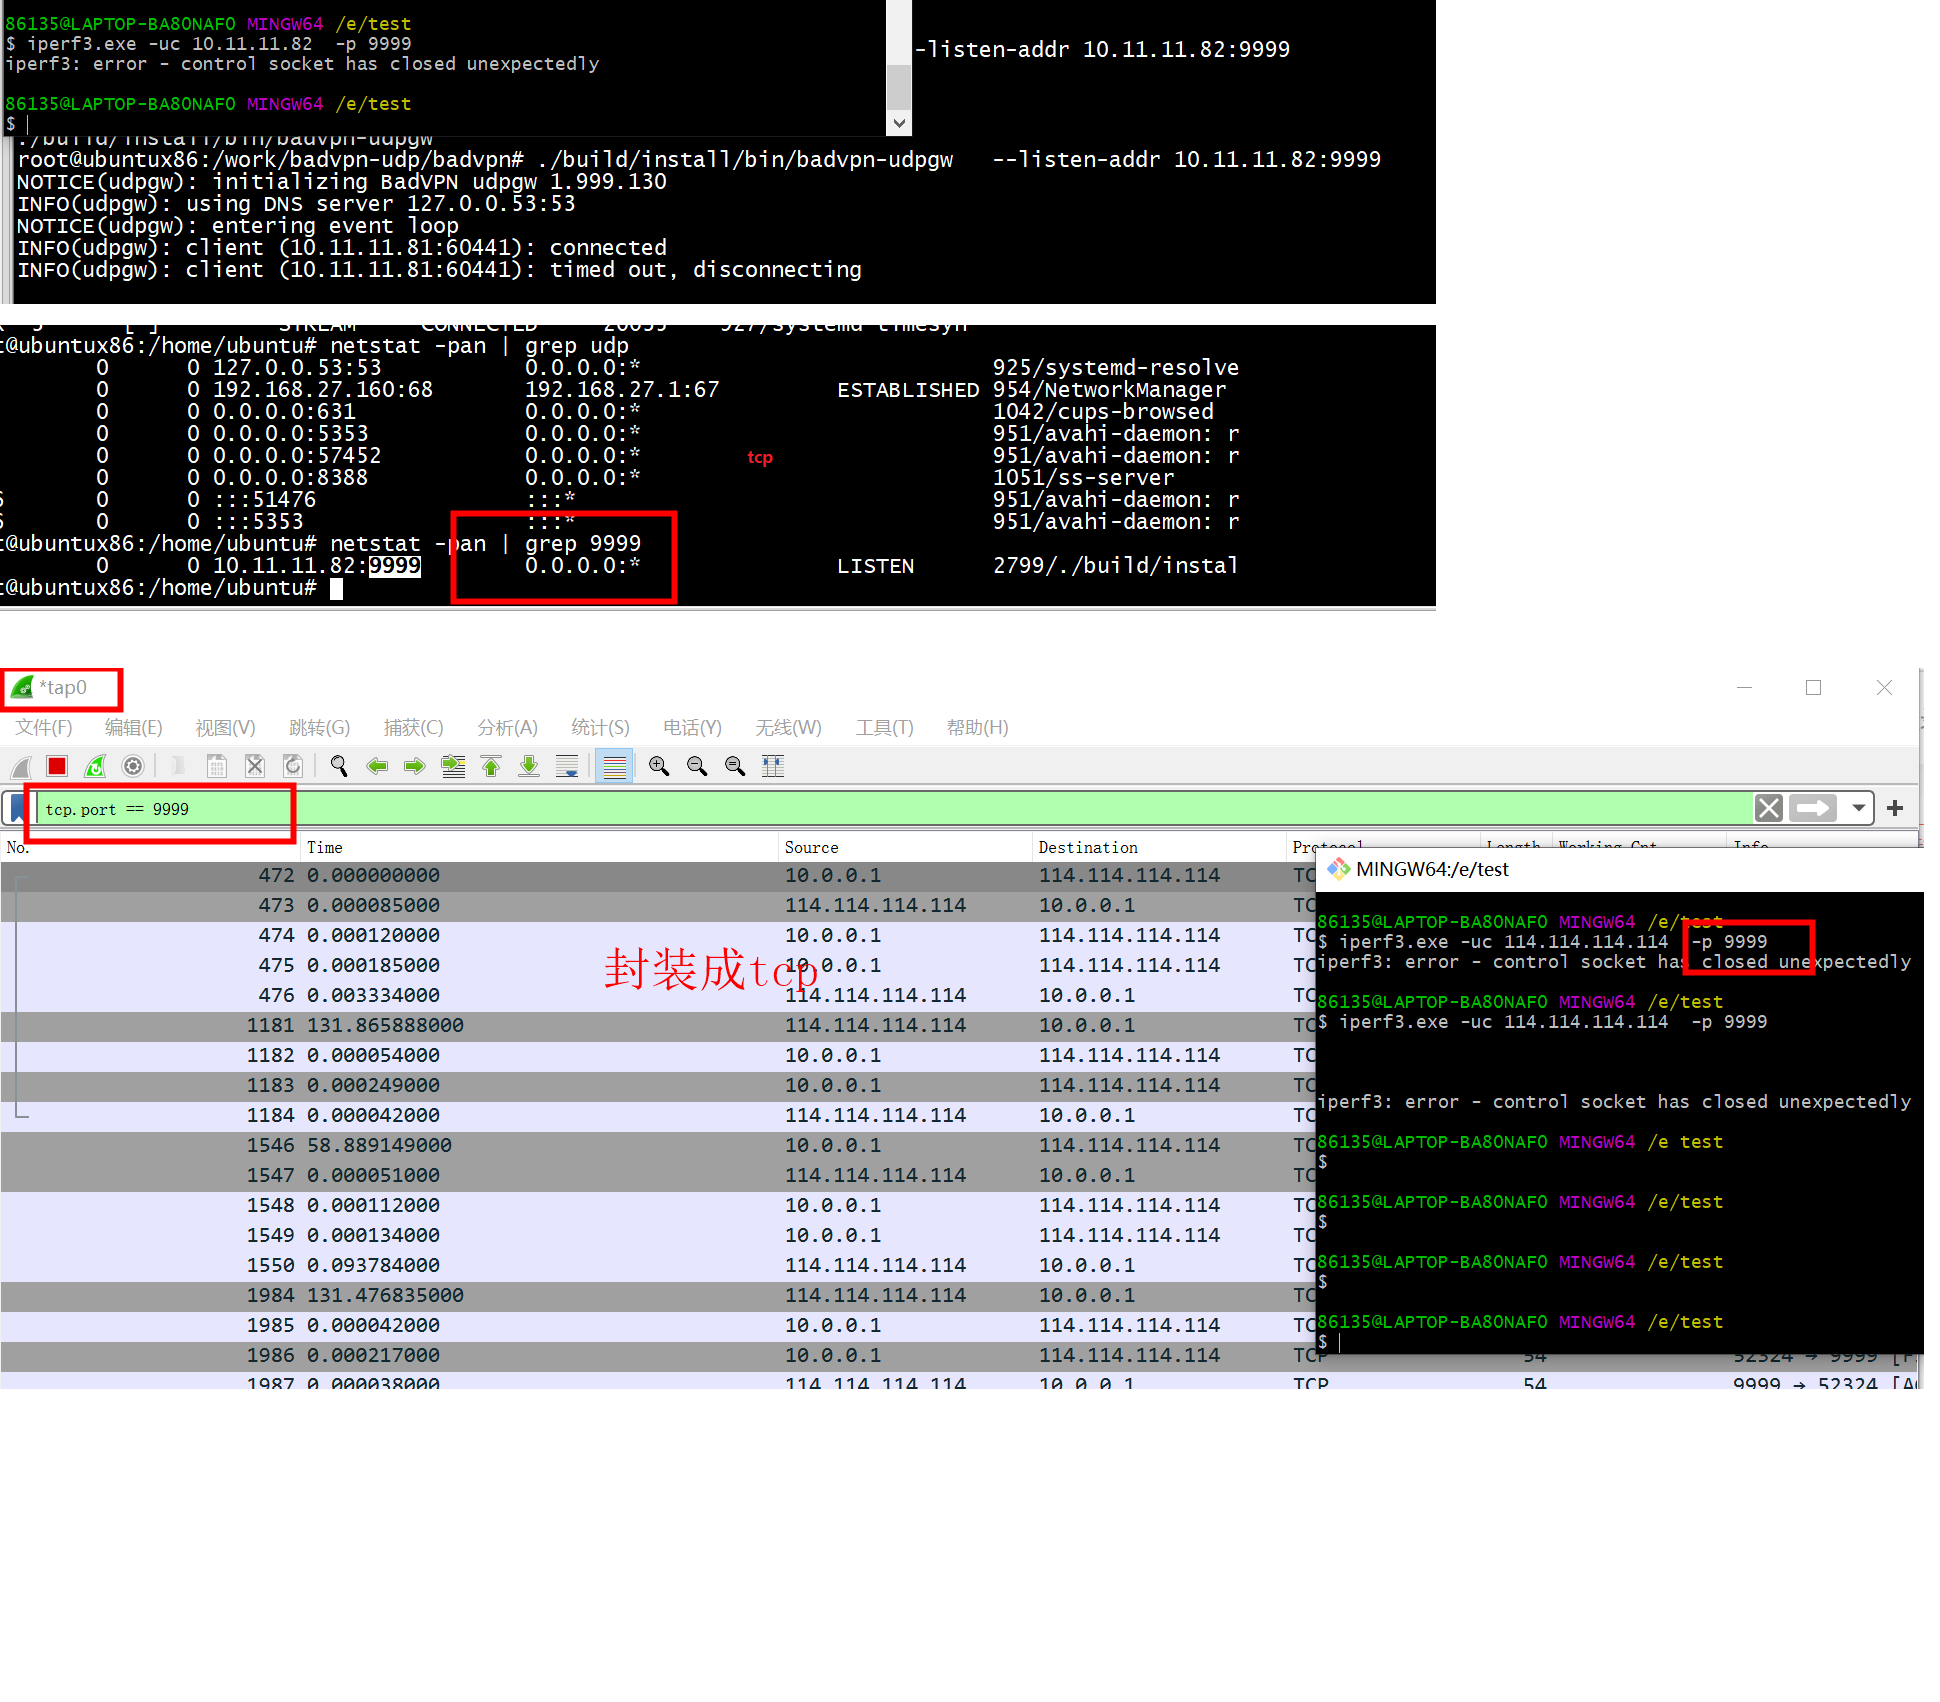 86135@LAPTOP-BA80NAF0 MINGW64 /e/test
$ iperf3.exe -uc 10.11.11.82  -p 9999
iperf3: error - control socket has closed unexpectedly
86135@LAPTOP-BA80NAF0 MINGW64 /e/test
$
-listen-addr 10.11.11.82:9999
./build/install/bin/badvpn-udpgw
root@ubuntux86:/work/badvpn-udp/badvpn# ./build/install/bin/badvpn-udpgw   --listen-addr 10.11.11.82:9999
NOTICE(udpgw): initializing BadVPN udpgw 1.999.130
INFO(udpgw): using DNS server 127.0.0.53:53
NOTICE(udpgw): entering event loop
INFO(udpgw): client (10.11.11.81:60441): connected
INFO(udpgw): client (10.11.11.81:60441): timed out, disconnecting
STREAM CONNECTED 927/systemd-timesyn
t@ubuntux86:/home/ubuntu# netstat -pan | grep udp
0 0 127.0.0.53:53 0.0.0.0:* 925/systemd-resolve
0 0 192.168.27.160:68 192.168.27.1:67 ESTABLISHED 954/NetworkManager
0 0 0.0.0.0:631 0.0.0.0:* 1042/cups-browsed
0 0 0.0.0.0:5353 0.0.0.0:* 951/avahi-daemon: r
0 0 0.0.0.0:57452 0.0.0.0:* tcp 951/avahi-daemon: r
0 0 0.0.0.0:8388 0.0.0.0:* 1051/ss-server
6 0 0 :::51476 :::* 951/avahi-daemon: r
6 0 0 :::5353 :::* 951/avahi-daemon: r
t@ubuntux86:/home/ubuntu# netstat -pan | grep 9999
0 0 10.11.11.82:9999 0.0.0.0:* LISTEN 2799/./build/instal
t@ubuntux86:/home/ubuntu#
*tap0
文件(F) 编辑(E) 视图(V) 跳转(G) 捕获(C) 分析(A) 统计(S) 电话(Y) 无线(W) 工具(T) 帮助(H)
tcp.port == 9999
No. Time Source Destination Protocol Length Working Cnt Info
472 0.000000000 10.0.0.1 114.114.114.114 TC
473 0.000085000 114.114.114.114 10.0.0.1 TC
474 0.000120000 10.0.0.1 114.114.114.114 TC
475 0.000185000 10.0.0.1 114.114.114.114 TC
476 0.003334000 114.114.114.114 10.0.0.1 TC
1181 131.865888000 114.114.114.114 10.0.0.1 TC
1182 0.000054000 10.0.0.1 114.114.114.114 TC
1183 0.000249000 10.0.0.1 114.114.114.114 TC
1184 0.000042000 114.114.114.114 10.0.0.1 TC
1546 58.889149000 10.0.0.1 114.114.114.114 TC
1547 0.000051000 114.114.114.114 10.0.0.1 TC
1548 0.000112000 10.0.0.1 114.114.114.114 TC
1549 0.000134000 10.0.0.1 114.114.114.114 TC
1550 0.093784000 114.114.114.114 10.0.0.1 TC
1984 131.476835000 114.114.114.114 10.0.0.1 TC
1985 0.000042000 10.0.0.1 114.114.114.114 TC
1986 0.000217000 10.0.0.1 114.114.114.114 TCP 54 52324 → 9999 [F
1987 0.000038000 114.114.114.114 10.0.0.1 TCP 54 9999 → 52324 [A
封装成tcp
MINGW64:/e/test
86135@LAPTOP-BA80NAF0 MINGW64 /e/test
$ iperf3.exe -uc 114.114.114.114  -p 9999
iperf3: error - control socket has closed unexpectedly
86135@LAPTOP-BA80NAF0 MINGW64 /e/test
$ iperf3.exe -uc 114.114.114.114  -p 9999
iperf3: error - control socket has closed unexpectedly
86135@LAPTOP-BA80NAF0 MINGW64 /e test
$
86135@LAPTOP-BA80NAF0 MINGW64 /e/test
$
86135@LAPTOP-BA80NAF0 MINGW64 /e/test
$
86135@LAPTOP-BA80NAF0 MINGW64 /e/test
$